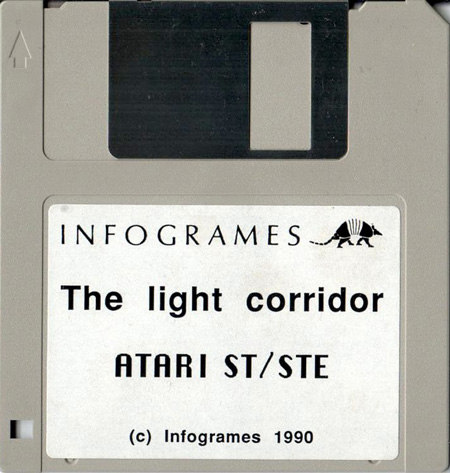 INFOGRAMES
The light corridor
ATARI ST/STE
(c) Infogrames 1990